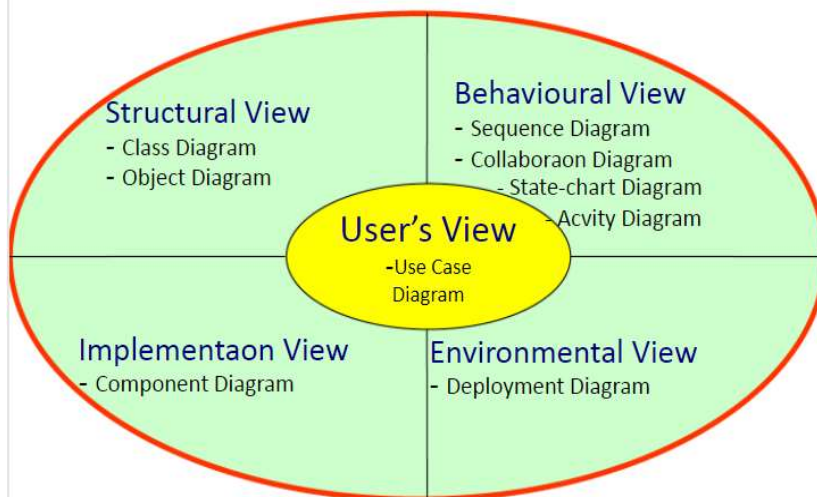 Structural View
- Class Diagram
- Object Diagram
Behavioural View
- Sequence Diagram
- Collaboraon Diagram
- State-chart Diagram
- Acvity Diagram
User's View
-Use Case
Diagram
Implementaon View
- Component Diagram
Environmental View
- Deployment Diagram